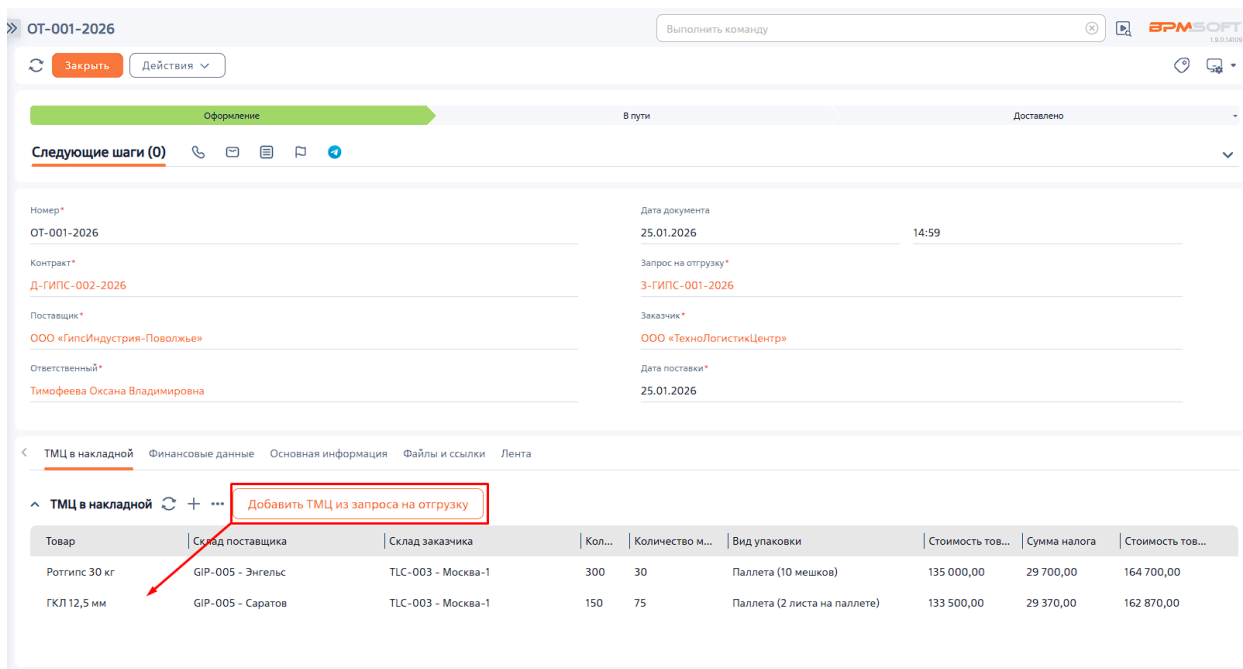 ОТ-001-2026
Выполнить команду
BPMSOFT
1.9.0.14109
Закрыть
Действия
Оформление В пути Доставлено
Следующие шаги (0)
Номер*
ОТ-001-2026
Дата документа
25.01.2026 14:59
Контракт*
Д-ГИПС-002-2026
Запрос на отгрузку*
З-ГИПС-001-2026
Поставщик*
ООО «ГипсИндустрия-Поволжье»
Заказчик*
ООО «ТехноЛогистикЦентр»
Ответственный*
Тимофеева Оксана Владимировна
Дата поставки*
25.01.2026
ТМЦ в накладной Финансовые данные Основная информация Файлы и ссылки Лента
ТМЦ в накладной Добавить ТМЦ из запроса на отгрузку
Товар Склад поставщика Склад заказчика Кол... Количество м... Вид упаковки Стоимость тов... Сумма налога Стоимость тов...
Ротгипс 30 кг GIP-005 - Энгельс TLC-003 - Москва-1 300 30 Паллета (10 мешков) 135 000,00 29 700,00 164 700,00
ГКЛ 12,5 мм GIP-005 - Саратов TLC-003 - Москва-1 150 75 Паллета (2 листа на паллете) 133 500,00 29 370,00 162 870,00